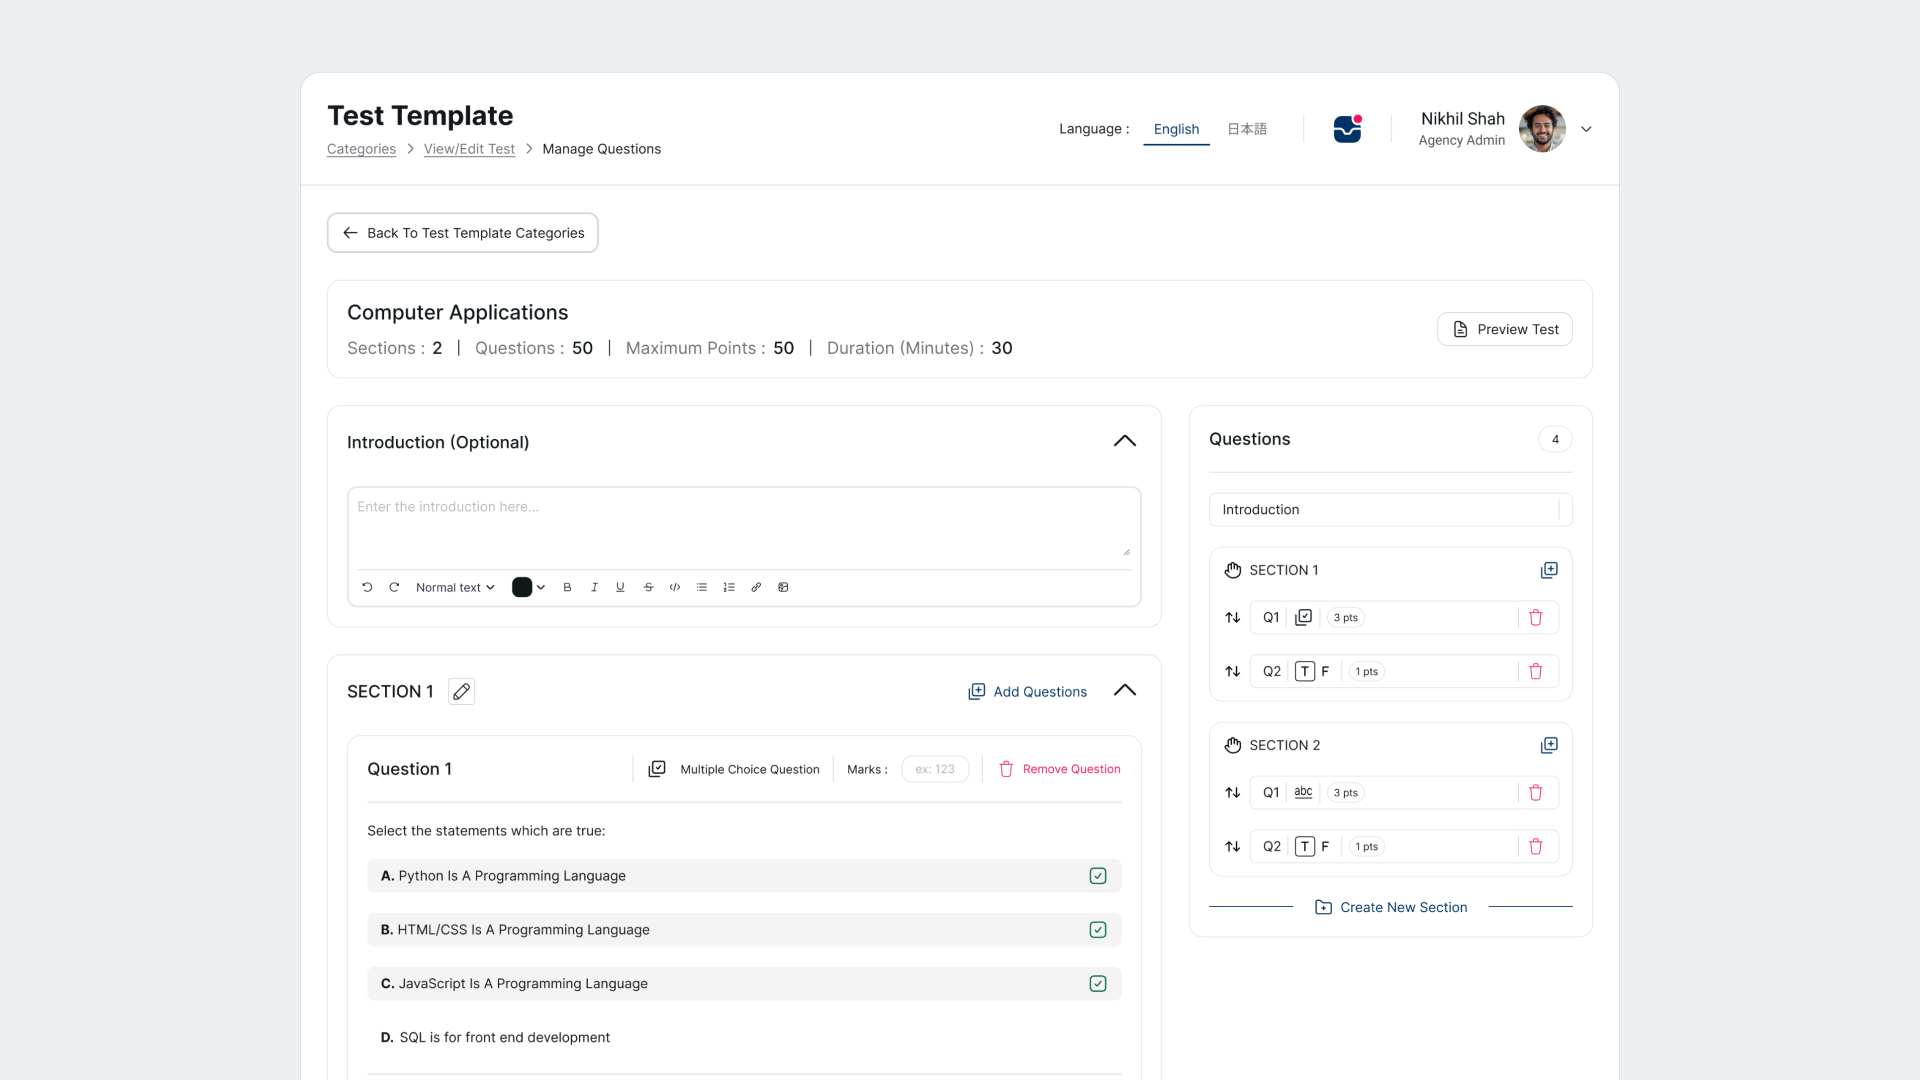 Test Template
Categories > View/Edit Test > Manage Questions
Language : English 日本語
Nikhil Shah
Agency Admin
Back To Test Template Categories
Computer Applications
Sections : 2 | Questions : 50 | Maximum Points : 50 | Duration (Minutes) : 30
Preview Test
Introduction (Optional)
Enter the introduction here...
Normal text B I U S </>
SECTION 1
Add Questions
Question 1
Multiple Choice Question
Marks : ex: 123
Remove Question
Select the statements which are true:
A. Python Is A Programming Language
B. HTML/CSS Is A Programming Language
C. JavaScript Is A Programming Language
D. SQL is for front end development
Questions 4
Introduction
SECTION 1
Q1 3 pts
Q2 T F 1 pts
SECTION 2
Q1 abc 3 pts
Q2 T F 1 pts
Create New Section